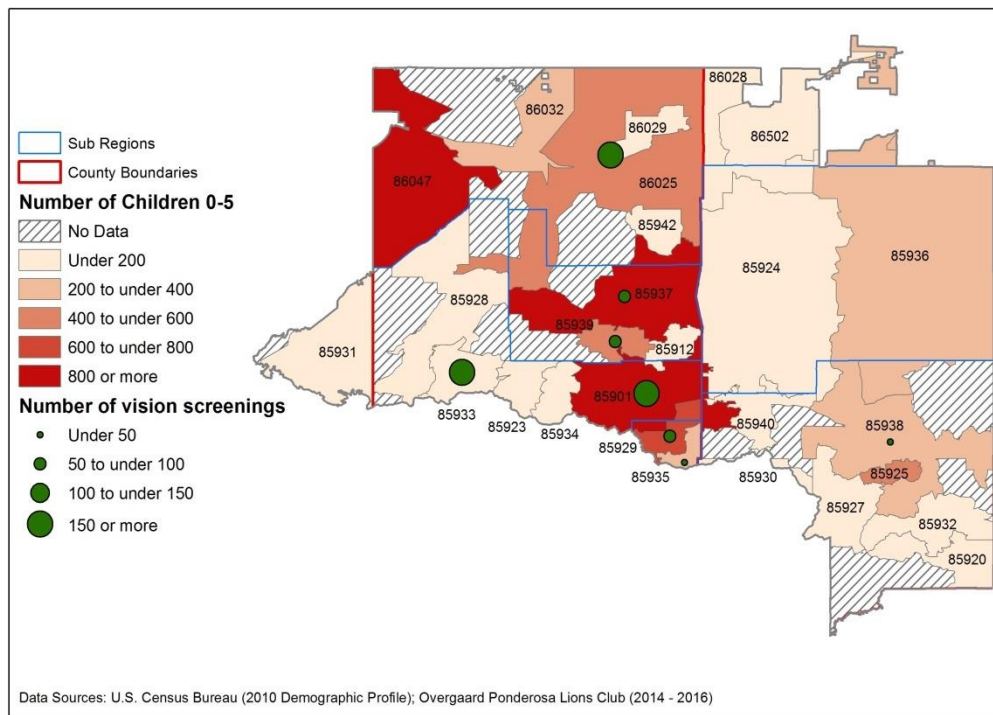 86028
86032
86029
86502
Sub Regions
County Boundaries
86047
86025
Number of Children 0-5
No Data
85942
Under 200
85924
85936
200 to under 400
85937
400 to under 600
85928
85939
600 to under 800
85931
85912
800 or more
85901
Number of vision screenings
85933
85923
85934
85940
85938
Under 50
85929
85935
85930
85925
50 to under 100
100 to under 150
85927
85932
150 or more
85920
Data Sources: U.S. Census Bureau (2010 Demographic Profile); Overgaard Ponderosa Lions Club (2014 - 2016)